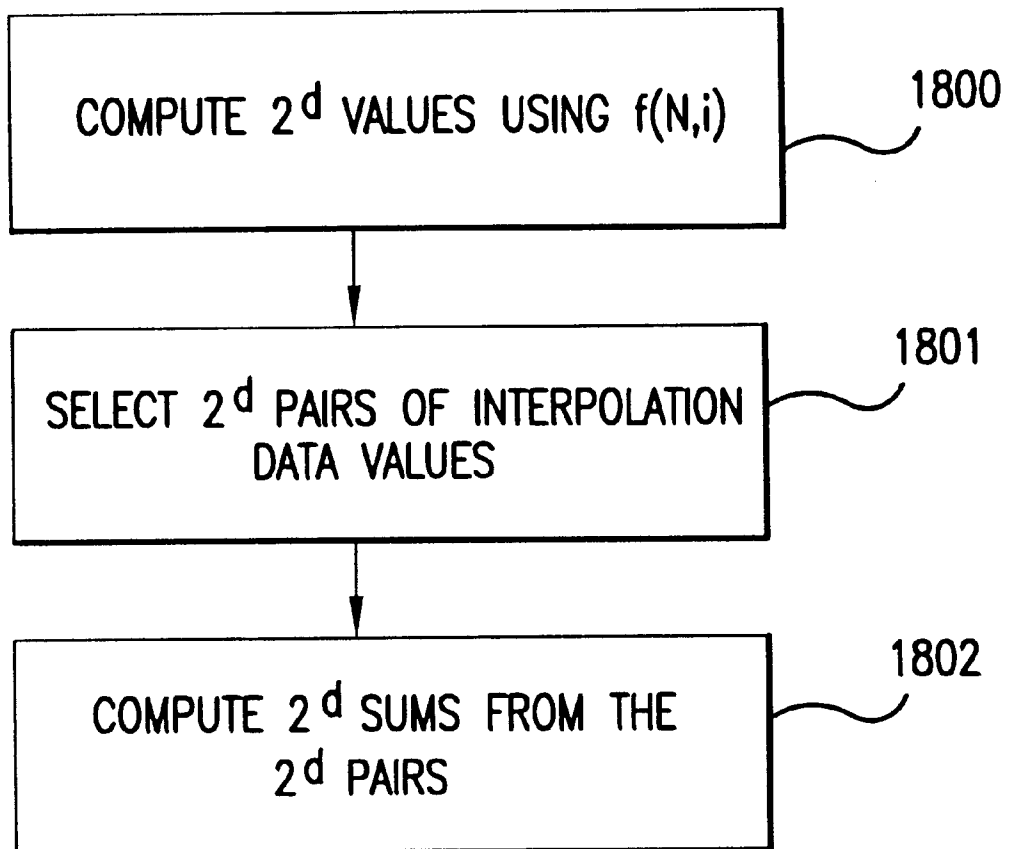 COMPUTE 2ᵈ VALUES USING f(N,i)
1800
SELECT 2ᵈ PAIRS OF INTERPOLATION
DATA VALUES
1801
COMPUTE 2ᵈ SUMS FROM THE
2ᵈ PAIRS
1802